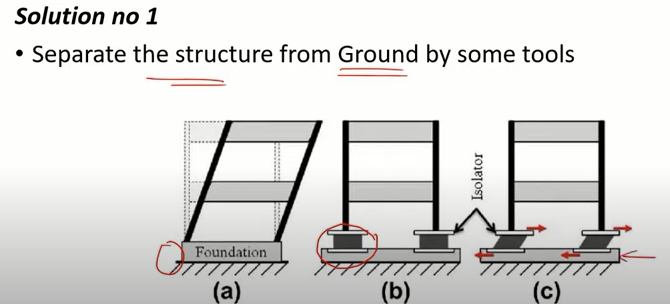 Solution no 1
• Separate the structure from Ground by some tools
Isolator
Foundation
(a)
(b)
(c)